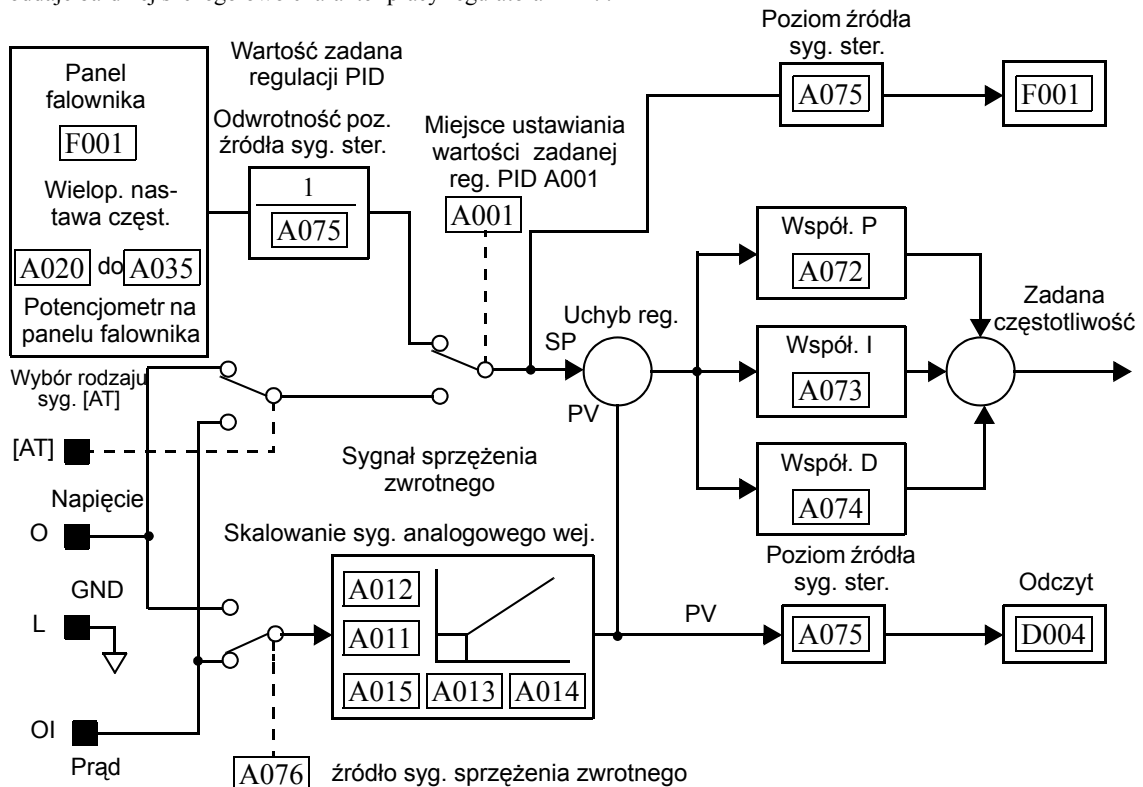 Panel
falownika
F001
Wielop. nas-
tawa częst.
A020 do A035
Potencjometr na
panelu falownika
Wartość zadana
regulacji PID
Odwrotność poz.
źródła syg. ster.
1
A075
Miejsce ustawiania
wartości zadanej
reg. PID A001
A001
Poziom źródła
syg. ster.
A075
F001
Współ. P
A072
Współ. I
A073
Współ. D
A074
Uchyb reg.
SP
PV
Zadana
częstotliwość
Wybór rodzaju
syg. [AT]
[AT]
Napięcie
O
GND
L
OI
Prąd
Sygnał sprzężenia
zwrotnego
Skalowanie syg. analogowego wej.
A012
A011
A015 A013 A014
PV
Poziom źródła
syg. ster.
A075
Odczyt
D004
A076 źródło syg. sprzężenia zwrotnego